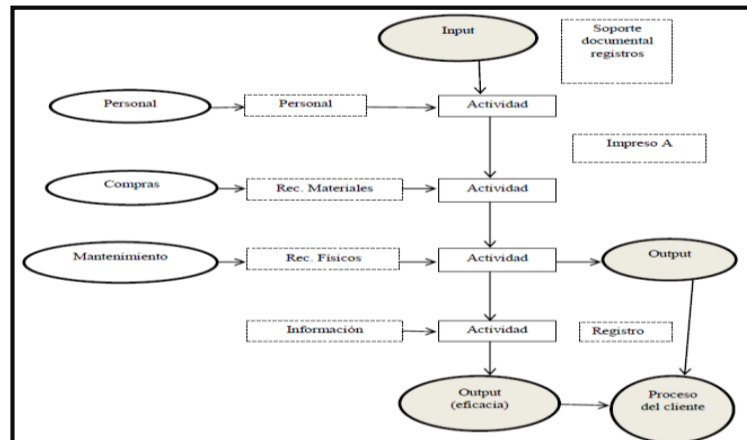 Input
Soporte
documental
registros
Personal
Personal
Actividad
Impreso A
Compras
Rec. Materiales
Actividad
Mantenimiento
Rec. Físicos
Actividad
Output
Información
Actividad
Registro
Output
(eficacia)
Proceso
del cliente